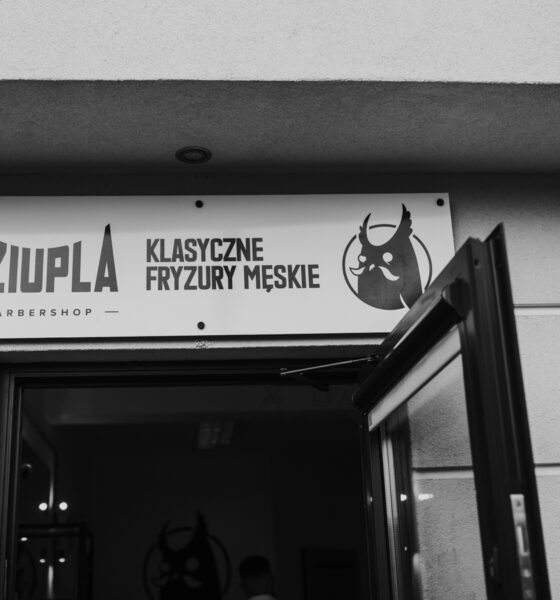 ZIUPLA
ARBERSHOP —
KLASYCZNE
FRYZURY MĘSKIE